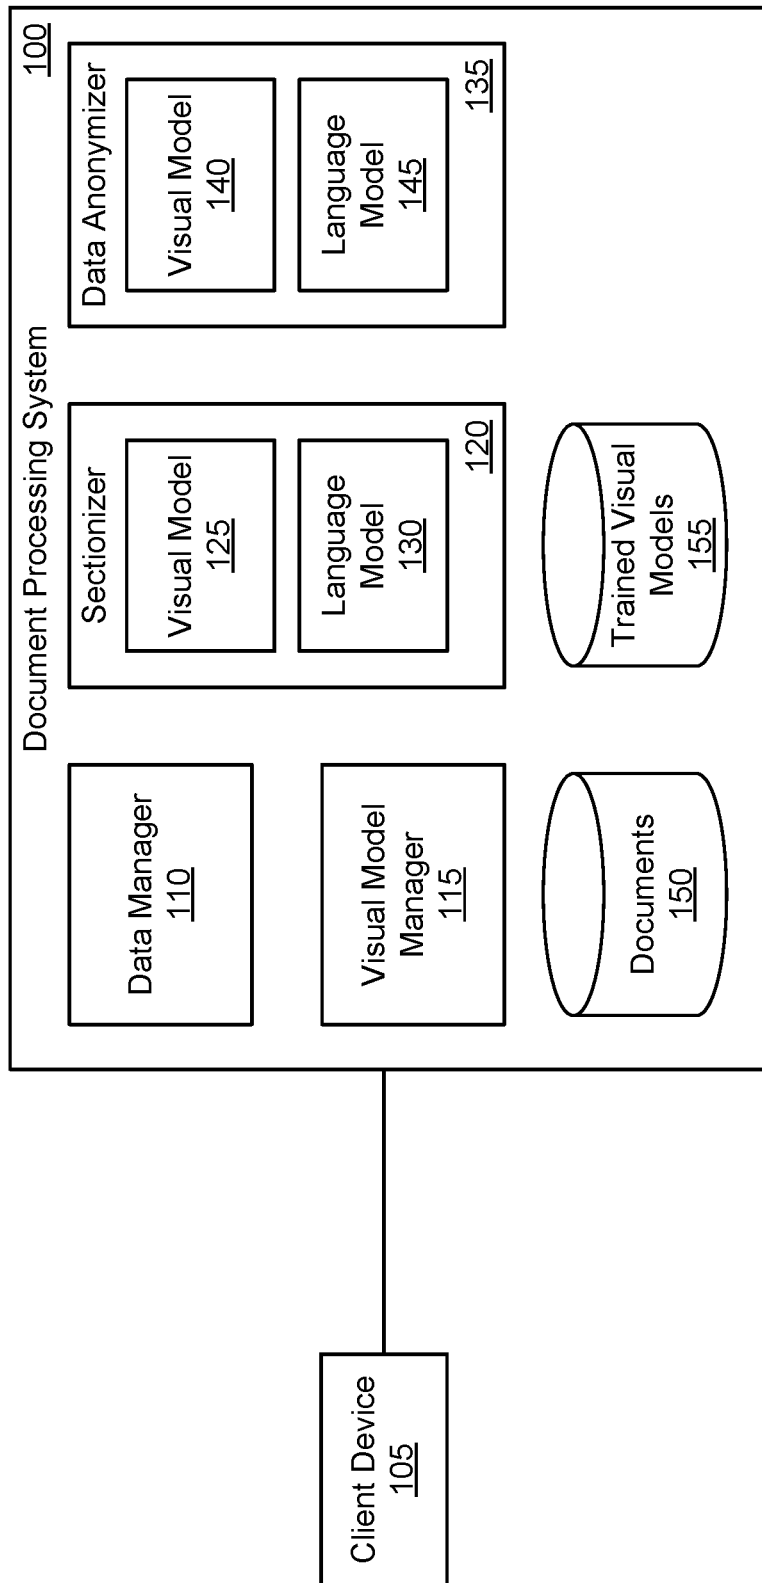 Document Processing System
100
Client Device
105
Data Manager
110
Visual Model
Manager
115
Documents
150
Sectionizer
Visual Model
125
Language
Model
130
120
Trained Visual
Models
155
Data Anonymizer
Visual Model
140
Language
Model
145
135